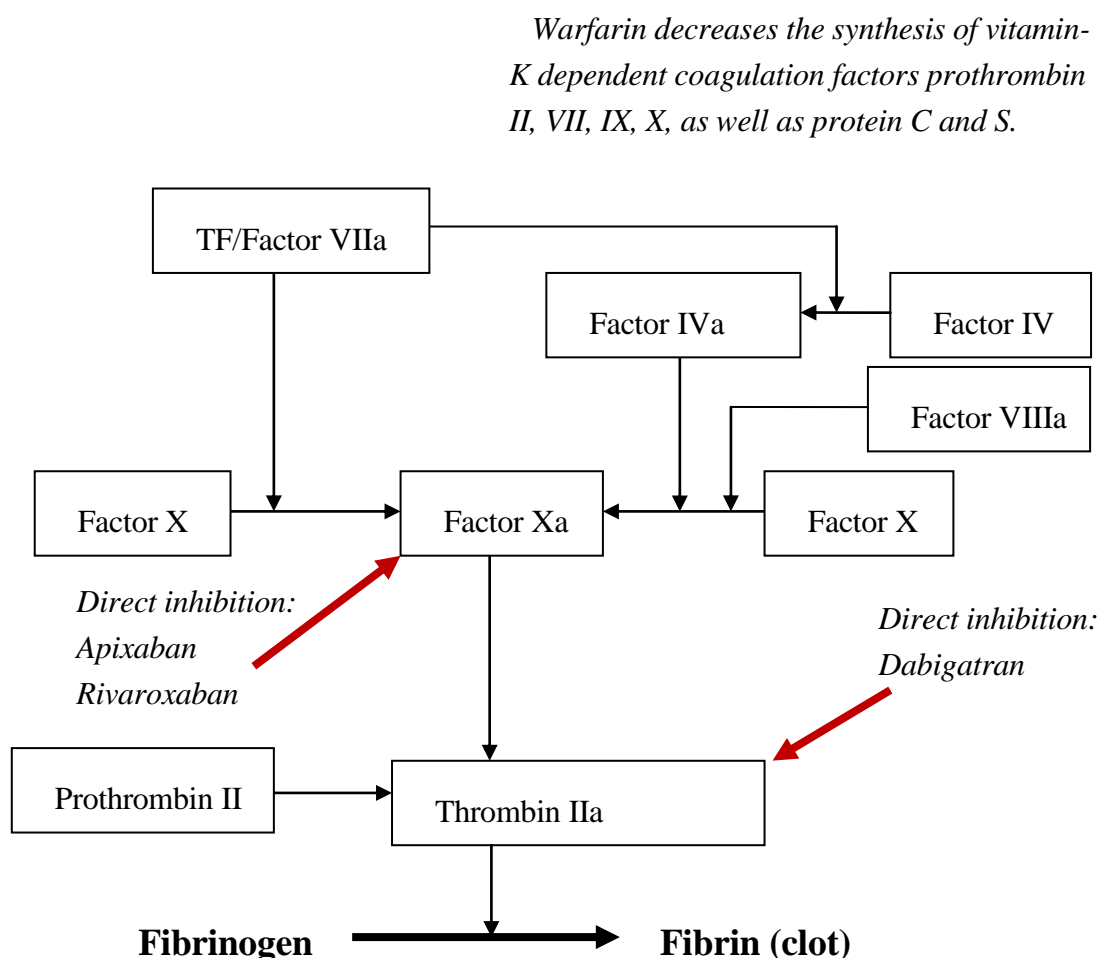 Warfarin decreases the synthesis of vitamin-
K dependent coagulation factors prothrombin
II, VII, IX, X, as well as protein C and S.
TF/Factor VIIa
Factor IVa
Factor IV
Factor VIIIa
Factor X
Factor Xa
Factor X
Direct inhibition:
Apixaban
Rivaroxaban
Direct inhibition:
Dabigatran
Prothrombin II
Thrombin IIa
Fibrinogen
Fibrin (clot)